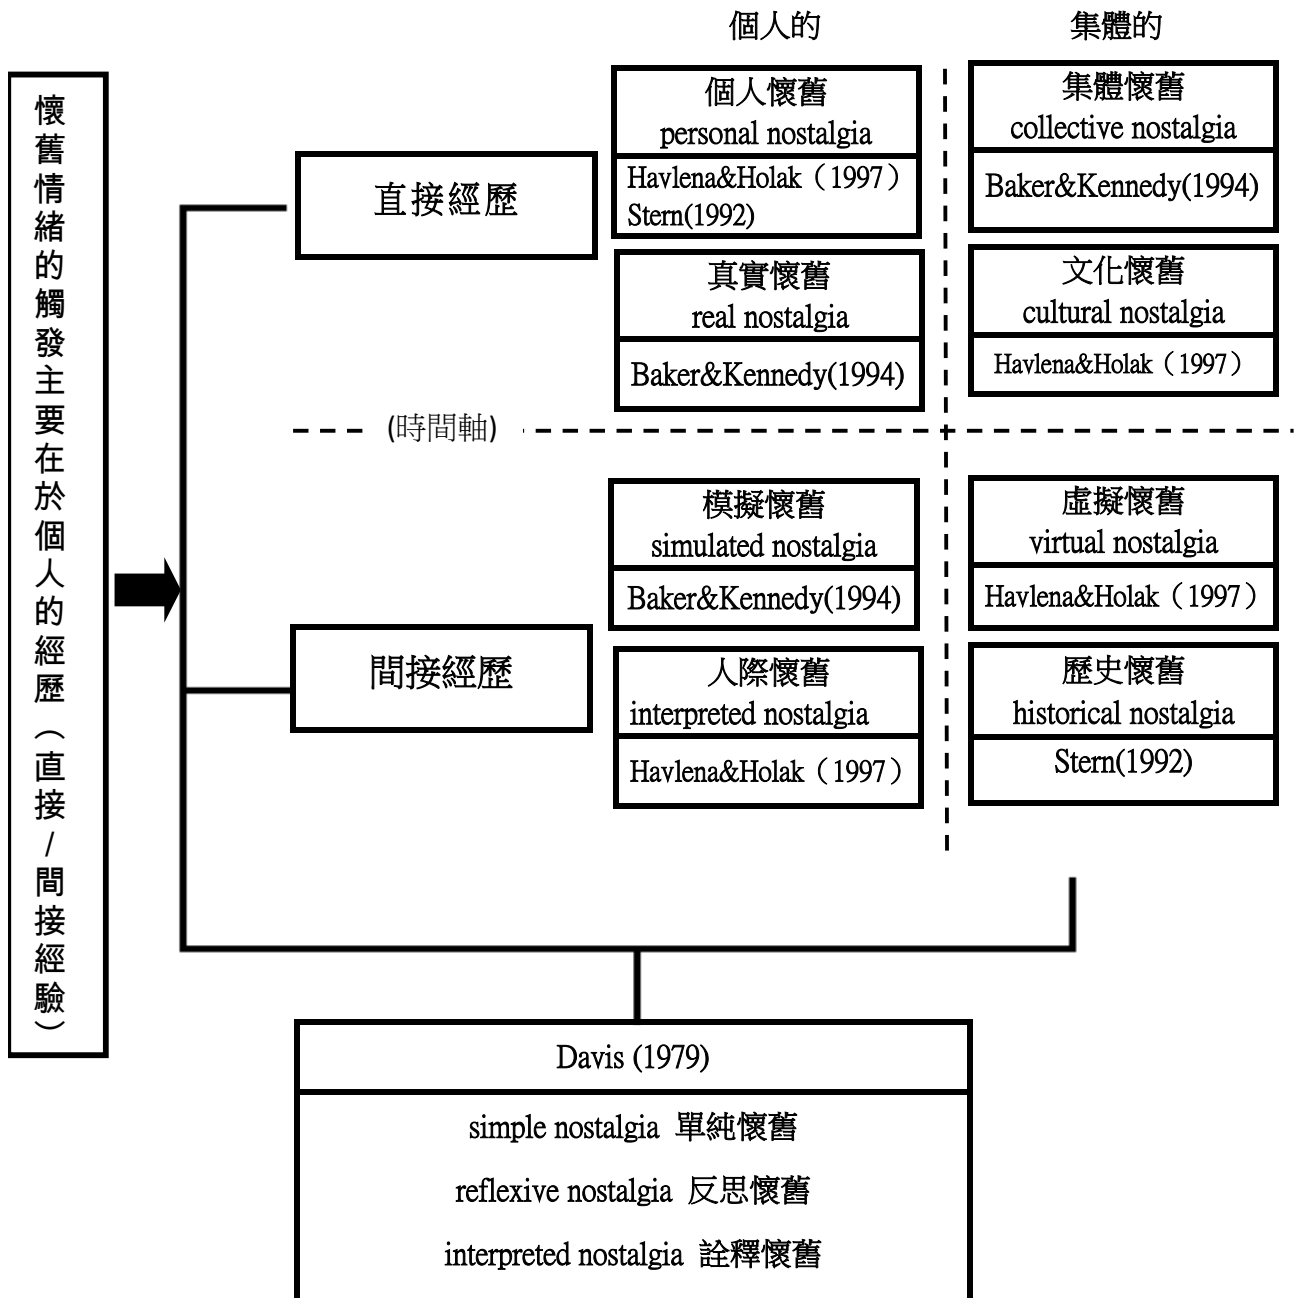 個人的
集體的
懷舊情緒的觸發主要在於個人的經歷（直接/間接經驗）
直接經歷
個人懷舊
personal nostalgia
Havlena&Holak（1997）
Stern(1992)
集體懷舊
collective nostalgia
Baker&Kennedy(1994)
真實懷舊
real nostalgia
Baker&Kennedy(1994)
文化懷舊
cultural nostalgia
Havlena&Holak（1997）
(時間軸)
間接經歷
模擬懷舊
simulated nostalgia
Baker&Kennedy(1994)
虛擬懷舊
virtual nostalgia
Havlena&Holak（1997）
人際懷舊
interpreted nostalgia
Havlena&Holak（1997）
歷史懷舊
historical nostalgia
Stern(1992)
Davis (1979)
simple nostalgia 單純懷舊
reflexive nostalgia 反思懷舊
interpreted nostalgia 詮釋懷舊